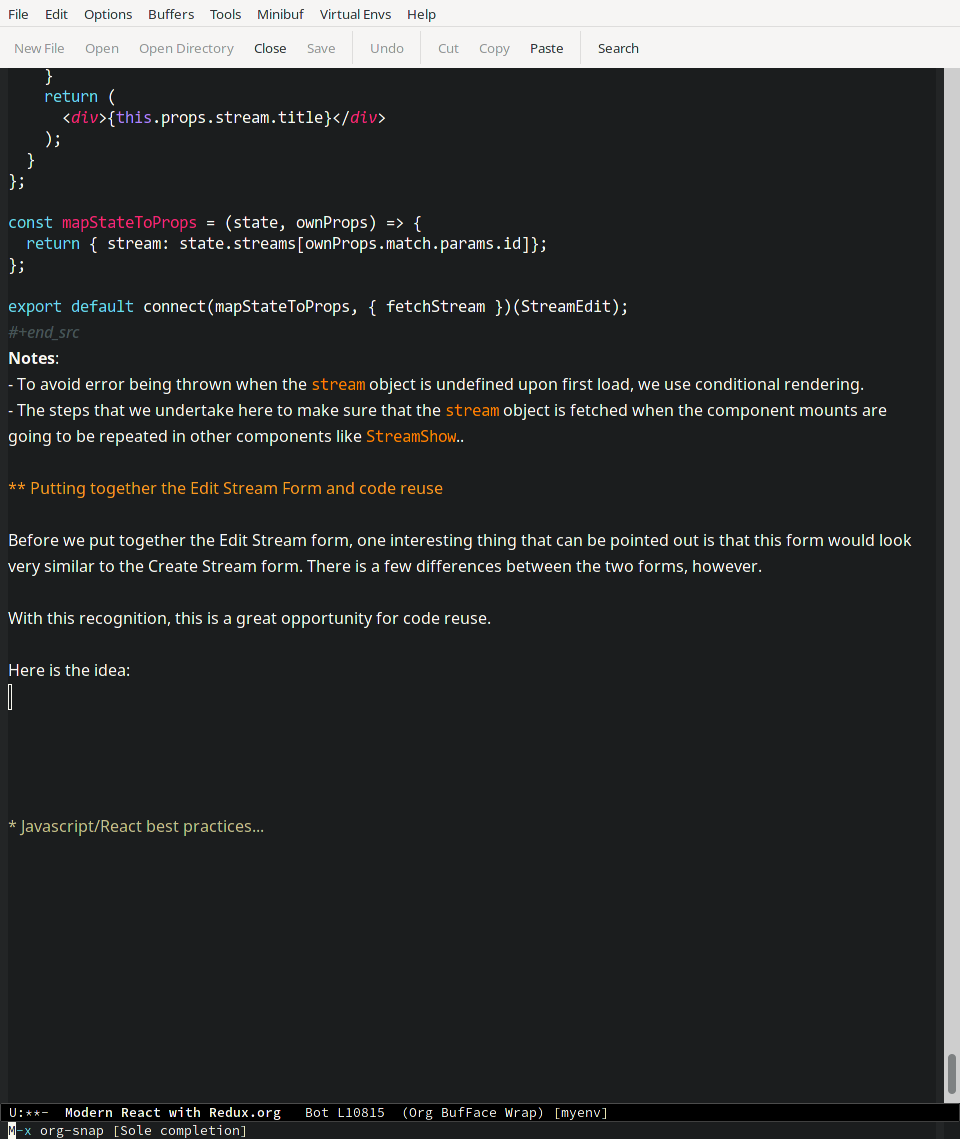 File Edit Options Buffers Tools Minibuf Virtual Envs Help
New File Open Open Directory Close Save Undo Cut Copy Paste Search
}
return (
<div>{this.props.stream.title}</div>
);
}
};
const mapStateToProps = (state, ownProps) => {
return { stream: state.streams[ownProps.match.params.id]};
};
export default connect(mapStateToProps, { fetchStream })(StreamEdit);
#+end_src
Notes:
- To avoid error being thrown when the stream object is undefined upon first load, we use conditional rendering.
- The steps that we undertake here to make sure that the stream object is fetched when the component mounts are
going to be repeated in other components like StreamShow..
** Putting together the Edit Stream Form and code reuse
Before we put together the Edit Stream form, one interesting thing that can be pointed out is that this form would look
very similar to the Create Stream form. There is a few differences between the two forms, however.
With this recognition, this is a great opportunity for code reuse.
Here is the idea:
* Javascript/React best practices...
U:**- Modern React with Redux.org Bot L10815 (Org BufFace Wrap) [myenv]
M-x org-snap [Sole completion]